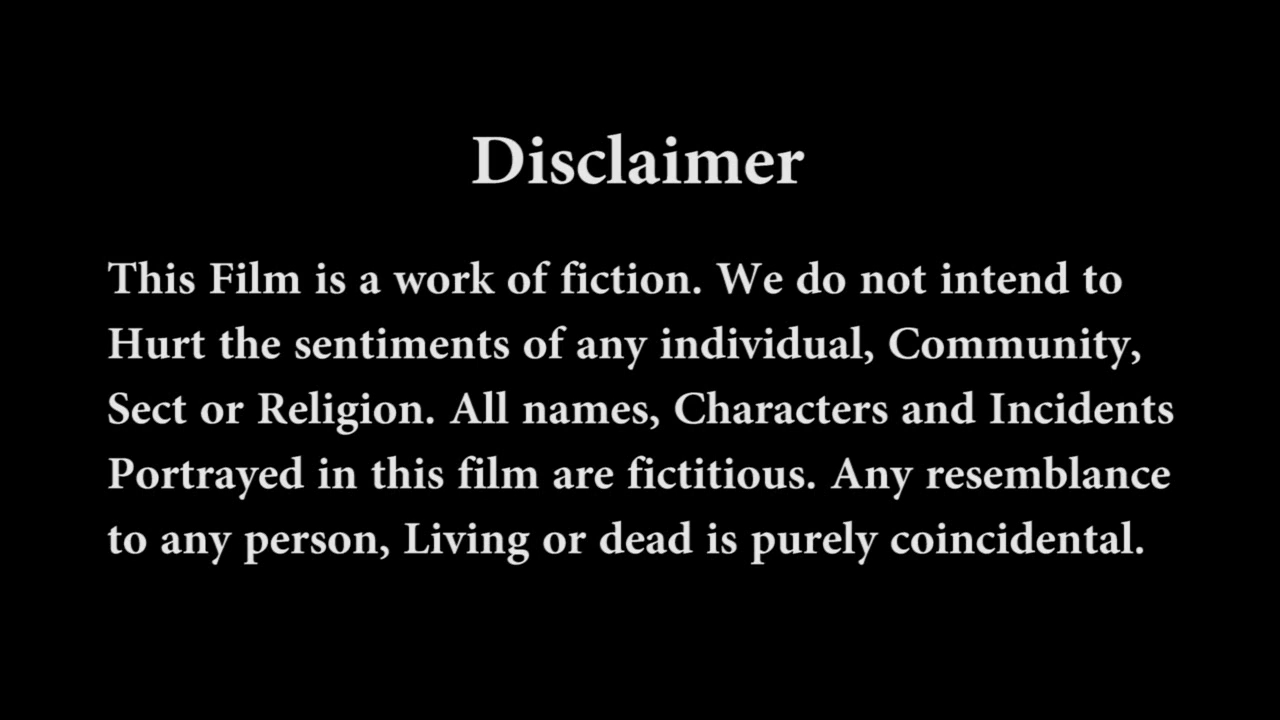 Disclaimer
This Film is a work of fiction. We do not intend to
Hurt the sentiments of any individual, Community,
Sect or Religion. All names, Characters and Incidents
Portrayed in this film are fictitious. Any resemblance
to any person, Living or dead is purely coincidental.